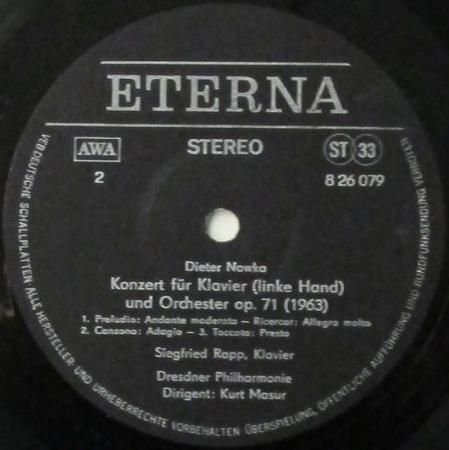 ETERNA
AWA
STEREO
ST 33
2
8 26 079
Dieter Nowka
Konzert für Klavier (linke Hand)
und Orchester op. 71 (1963)
1. Preludio: Andante moderato – Ricercar: Allegro molto
2. Canzona: Adagio – 3. Toccata: Presto
Siegfried Rapp, Klavier
Dresdner Philharmonie
Dirigent: Kurt Masur
VEB DEUTSCHE SCHALLPLATTEN ALLE HERSTELLER- UND URHEBERRECHTE VORBEHALTEN ÜBERSPIELUNG, ÖFFENTLICHE AUFFÜHRUNG UND RUNDFUNKSENDUNG VERBOTEN